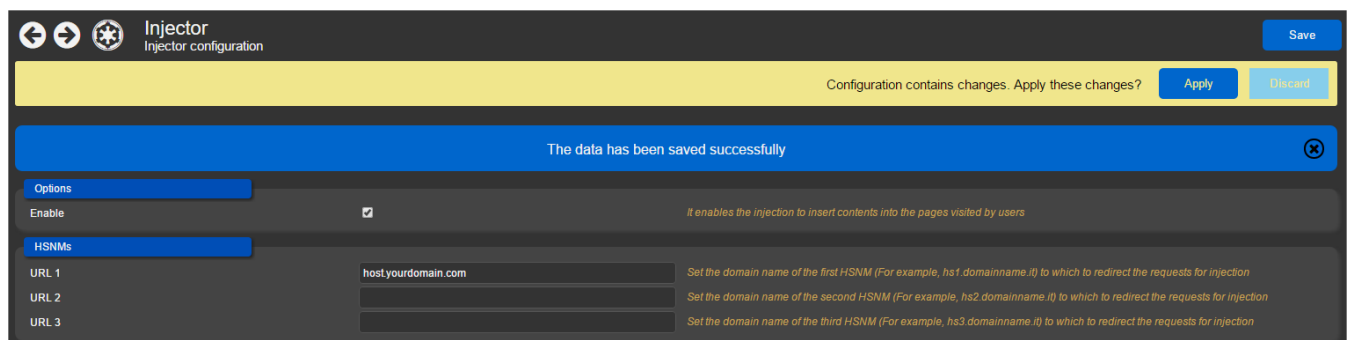 Injector
Injector configuration
Save
Configuration contains changes. Apply these changes?
Apply
Discard
The data has been saved successfully
Options
Enable
It enables the injection to insert contents into the pages visited by users
HSNMs
URL 1
host.yourdomain.com
Set the domain name of the first HSNM (For example, hs1.domainname.it) to which to redirect the requests for injection
URL 2
Set the domain name of the second HSNM (For example, hs2.domainname.it) to which to redirect the requests for injection
URL 3
Set the domain name of the third HSNM (For example, hs3.domainname.it) to which to redirect the requests for injection